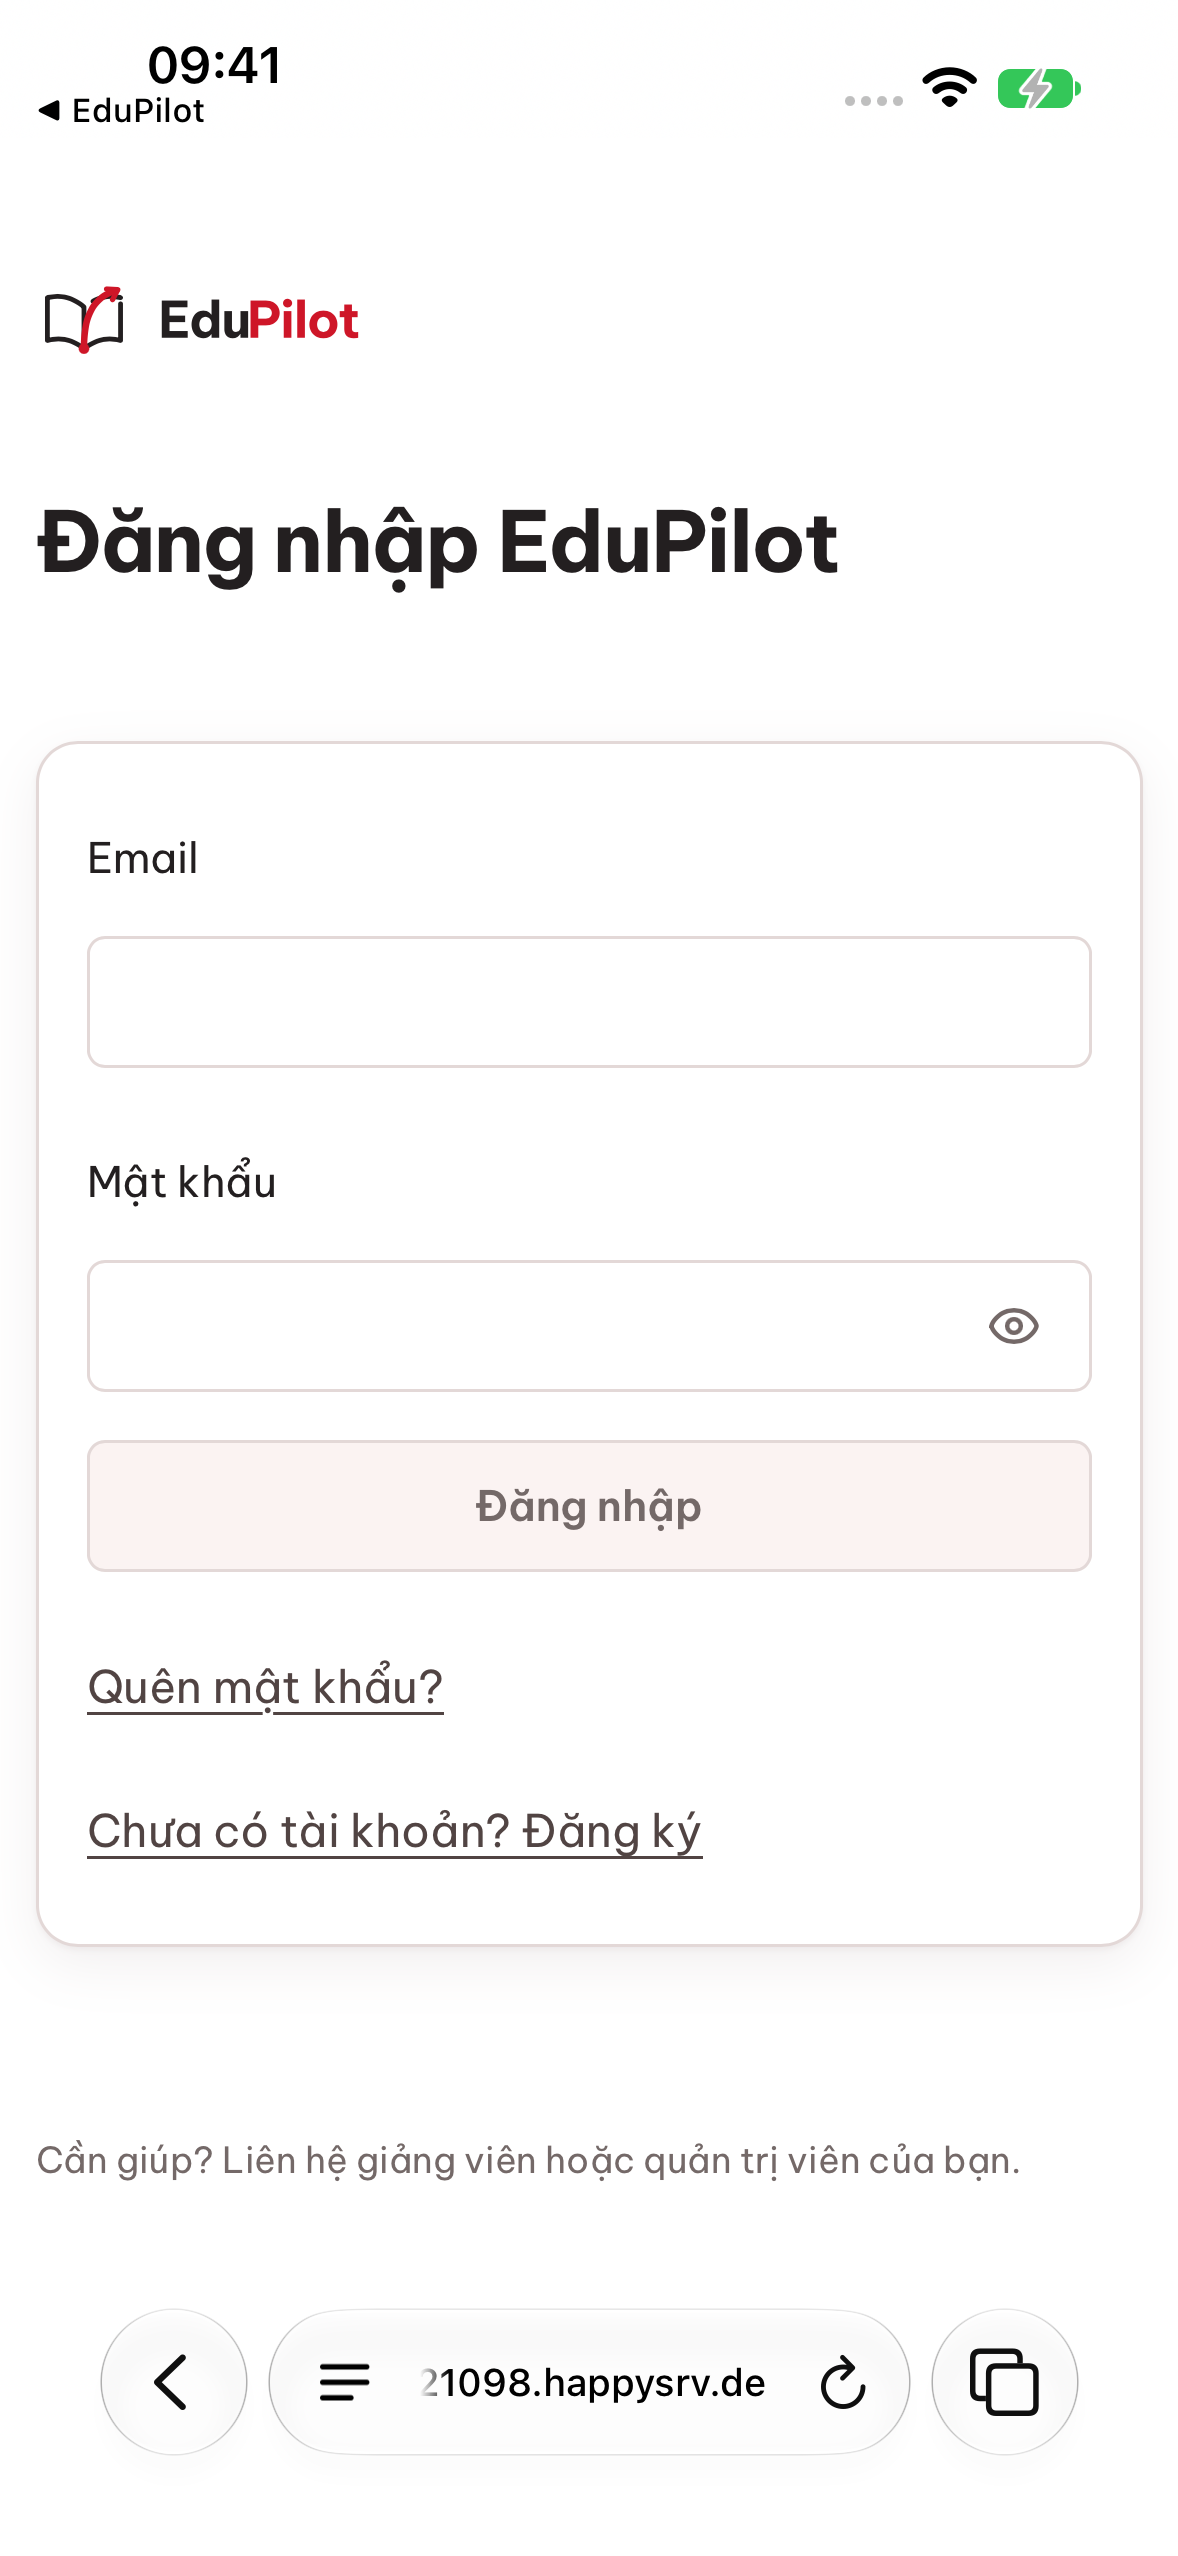 09:41
EduPilot
EduPilot
Đăng nhập EduPilot
Email
Mật khẩu
Đăng nhập
Quên mật khẩu?
Chưa có tài khoản? Đăng ký
Cần giúp? Liên hệ giảng viên hoặc quản trị viên của bạn.
21098.happysrv.de